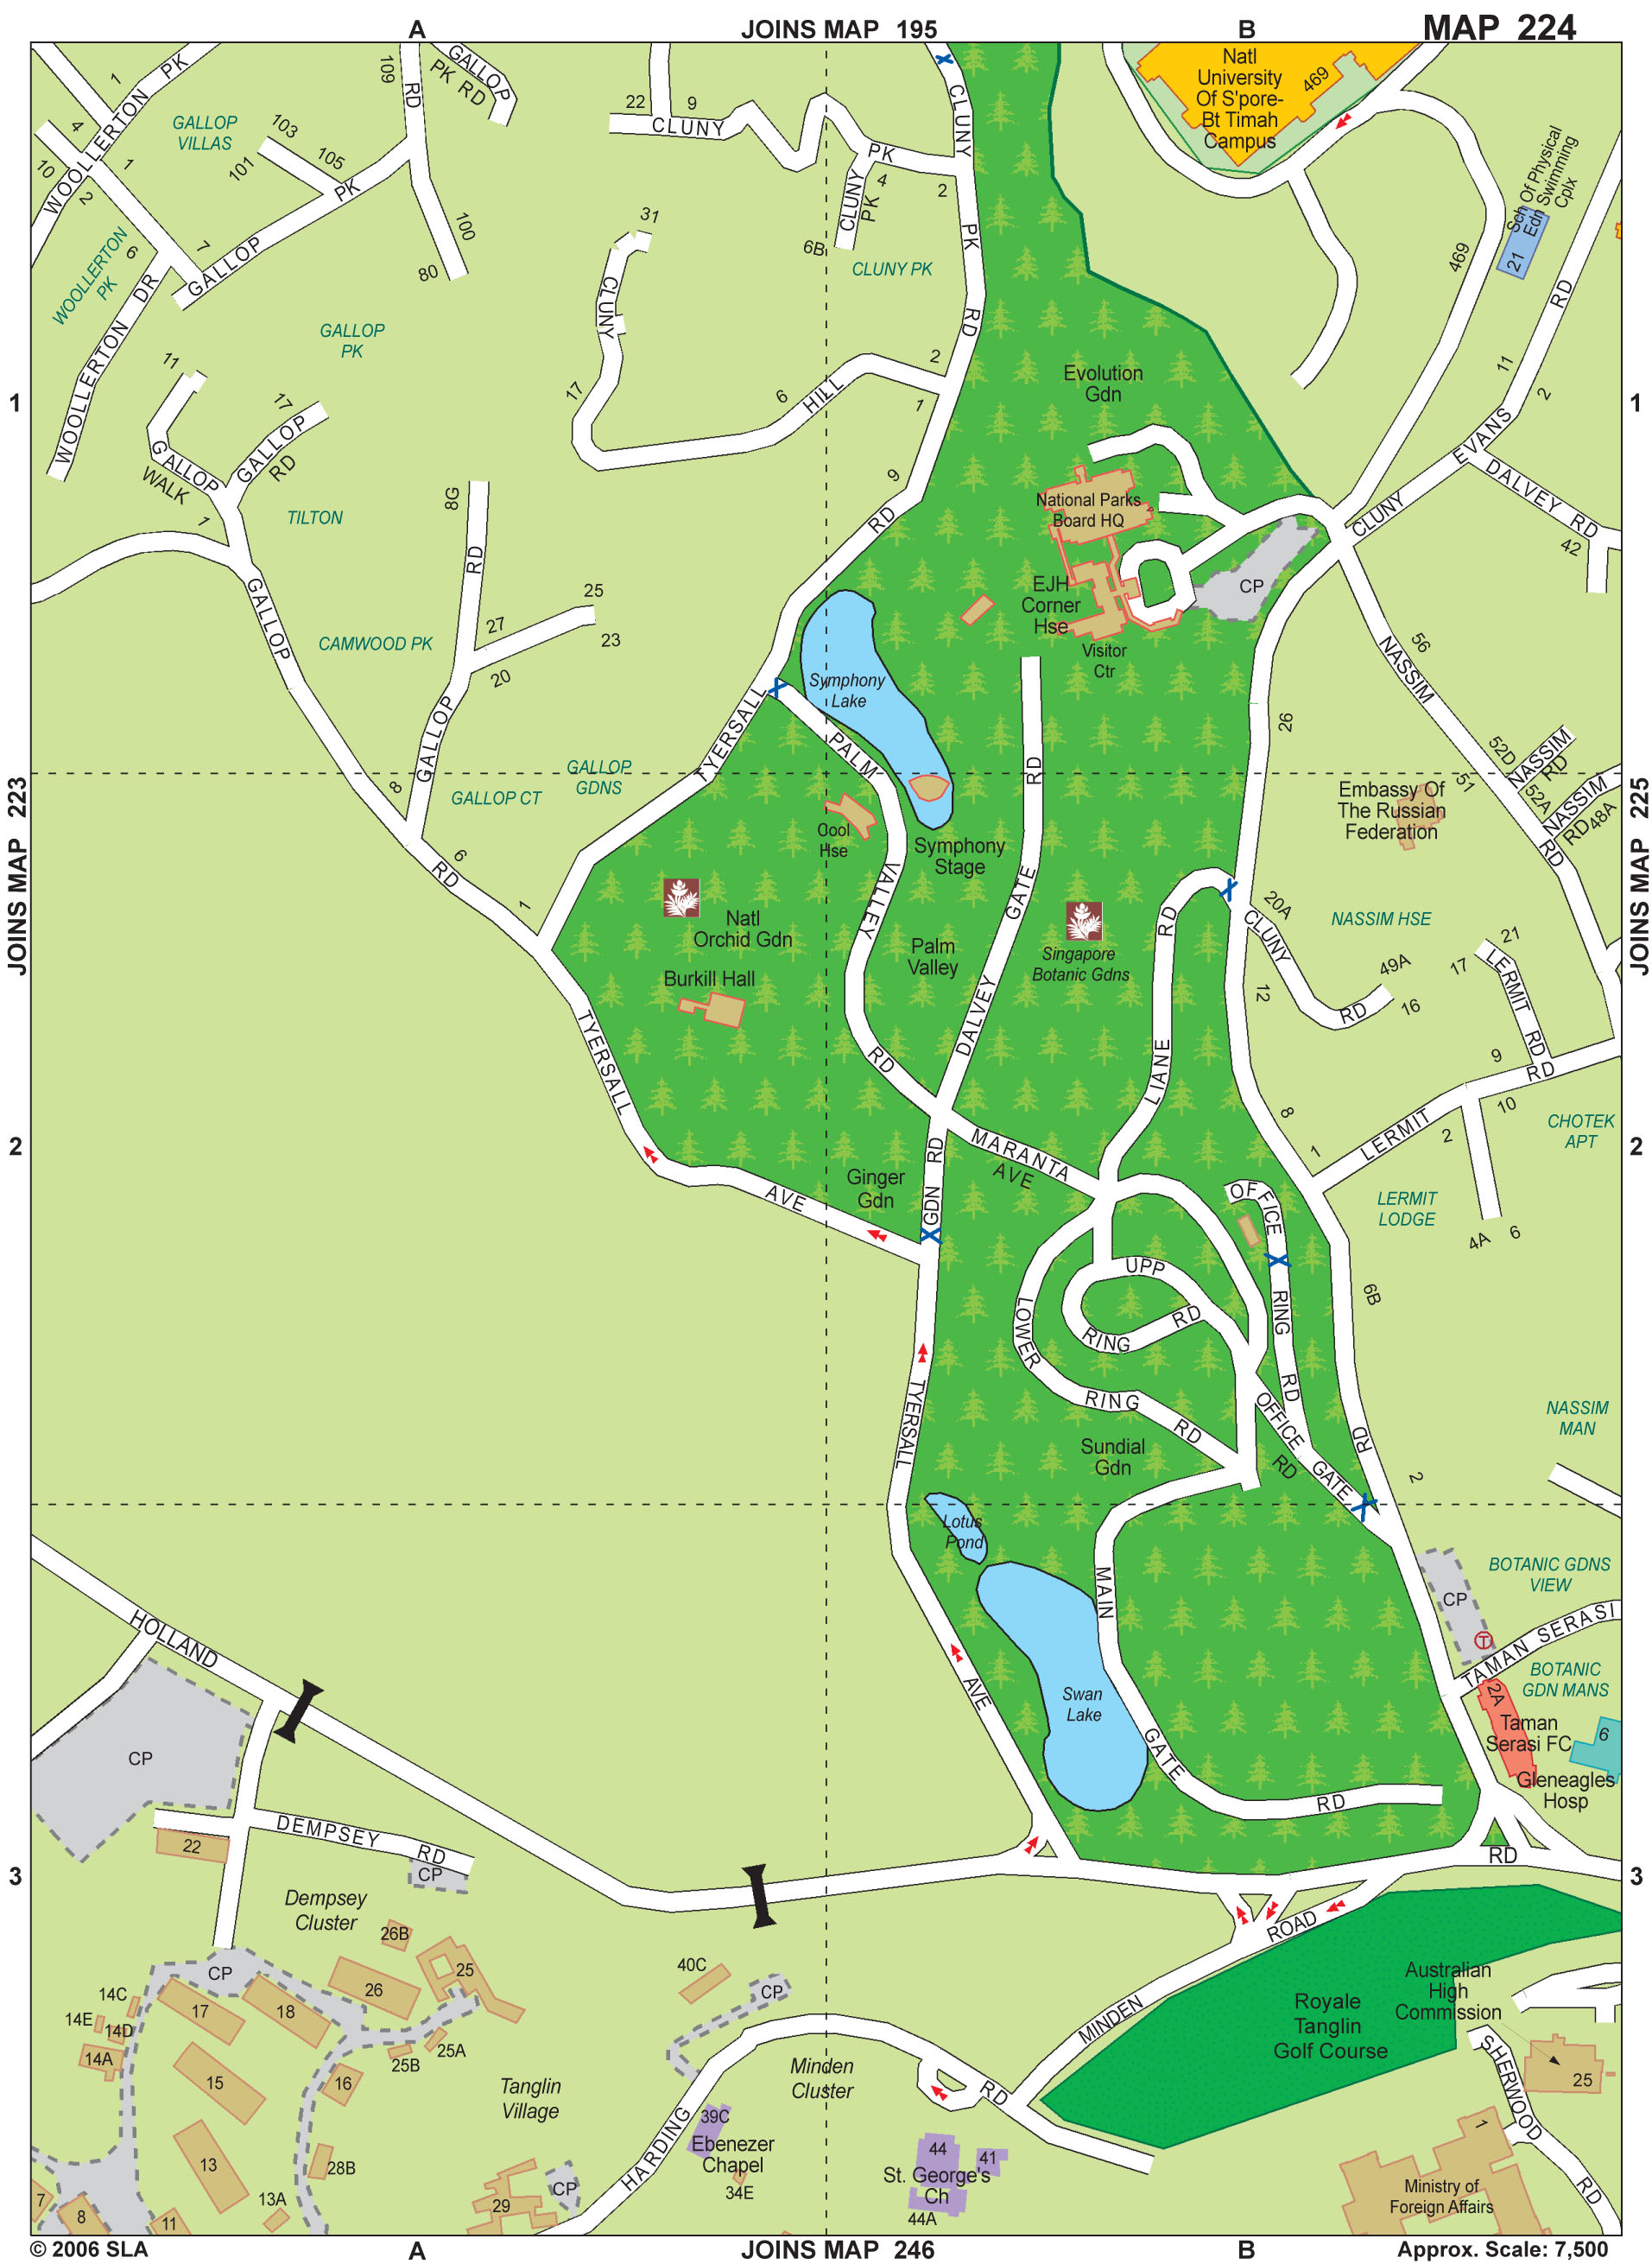 A
JOINS MAP 195
B
MAP 224
WOOLLERTON PK
1
4
10
2
1
GALLOP
VILLAS
103
101
105
GALLOP PK
7
109
RD
GALLOP
PK RD
100
80
22
9
CLUNY
PK
4
2
CLUNY
PK
6B
CLUNY PK
CLUNY
PK
RD
Natl
University
Of S'pore-
Bt Timah
Campus
469
469
Sch Of Physical
Edn Swimming
Cplx
21
RD
11
2
EVANS
WOOLLERTON
PK
6
WOOLLERTON DR
GALLOP
PK
31
CLUNY
17
6
HILL
2
1
9
RD
Evolution
Gdn
1
1
11
GALLOP
WALK
1
17
GALLOP
RD
TILTON
8G
RD
CAMWOOD PK
27
25
23
20
GALLOP
GALLOP
8
GALLOP CT
GALLOP
GDNS
National Parks
Board HQ
EJH
Corner
Hse
Visitor
Ctr
CP
CLUNY
DALVEY RD
42
56
NASSIM
26
52D
NASSIM
RD
51
52A
NASSIM
RD
48A
RD
Symphony
Lake
TYERSALL
PALM
VALLEY
RD
Oool
Hse
Symphony
Stage
RD
GATE
DALVEY
JOINS MAP 223
JOINS MAP 225
Embassy Of
The Russian
Federation
6
RD
1
Natl
Orchid Gdn
Burkill Hall
Palm
Valley
Singapore
Botanic Gdns
RD
LIANE
20A
CLUNY
RD
49A
16
12
NASSIM HSE
21
17
LERMIT
RD
9
RD
10
2
LERMIT
8
1
CHOTEK
APT
LERMIT
LODGE
4A
6
2
2
TYERSALL
AVE
Ginger
Gdn
GDN RD
MARANTA
AVE
OFFICE
RING
RD
UPP
RING
RD
LOWER
RING
RD
6B
TYERSALL
Sundial
Gdn
OFFICE
RD
GATE
RD
2
NASSIM
MAN
Lotus
Pond
Swan
Lake
AVE
MAIN
GATE
RD
CP
T
BOTANIC GDNS
VIEW
TAMAN SERASI
BOTANIC
GDN MANS
2A
Taman
Serasi FC
6
Gleneagles
Hosp
RD
HOLLAND
CP
22
DEMPSEY
RD
CP
3
3
Dempsey
Cluster
26B
25
26
CP
17
18
14C
14E
14D
14A
25A
25B
15
16
13
28B
13A
7
8
11
29
CP
Tanglin
Village
40C
CP
Minden
Cluster
HARDING
RD
39C
Ebenezer
Chapel
34E
44
41
St. George's
Ch
44A
MINDEN
ROAD
Royale
Tanglin
Golf Course
Australian
High
Commission
25
SHERWOOD
RD
1
Ministry of
Foreign Affairs
© 2006 SLA
A
JOINS MAP 246
B
Approx. Scale: 7,500